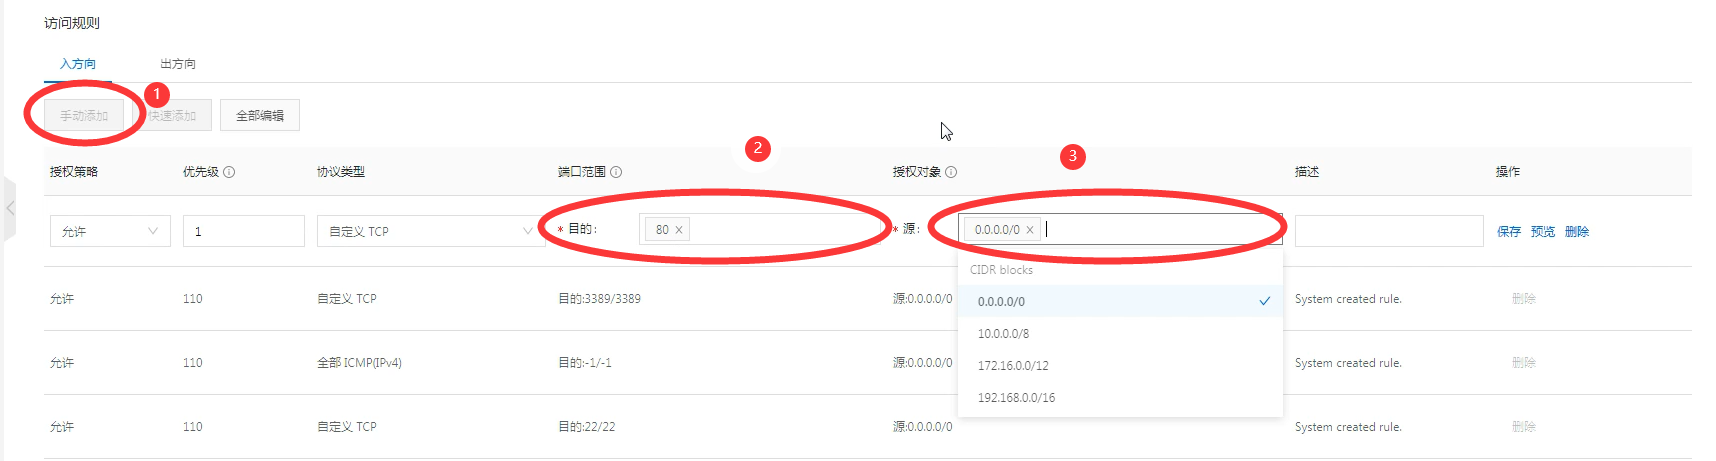 访问规则
入方向 出方向
手动添加 1 快速添加 全部编辑
2 3
授权策略 优先级 协议类型 端口范围 授权对象 描述 操作
允许 1 自定义 TCP * 目的： 80 × * 源： 0.0.0.0/0 × 保存 预览 删除
CIDR blocks
允许 110 自定义 TCP 目的:3389/3389 源:0.0.0.0/0 0.0.0.0/0 System created rule. 删除
10.0.0.0/8
允许 110 全部 ICMP(IPv4) 目的:-1/-1 源:0.0.0.0/0 172.16.0.0/12 System created rule. 删除
192.168.0.0/16
允许 110 自定义 TCP 目的:22/22 源:0.0.0.0/0 System created rule. 删除